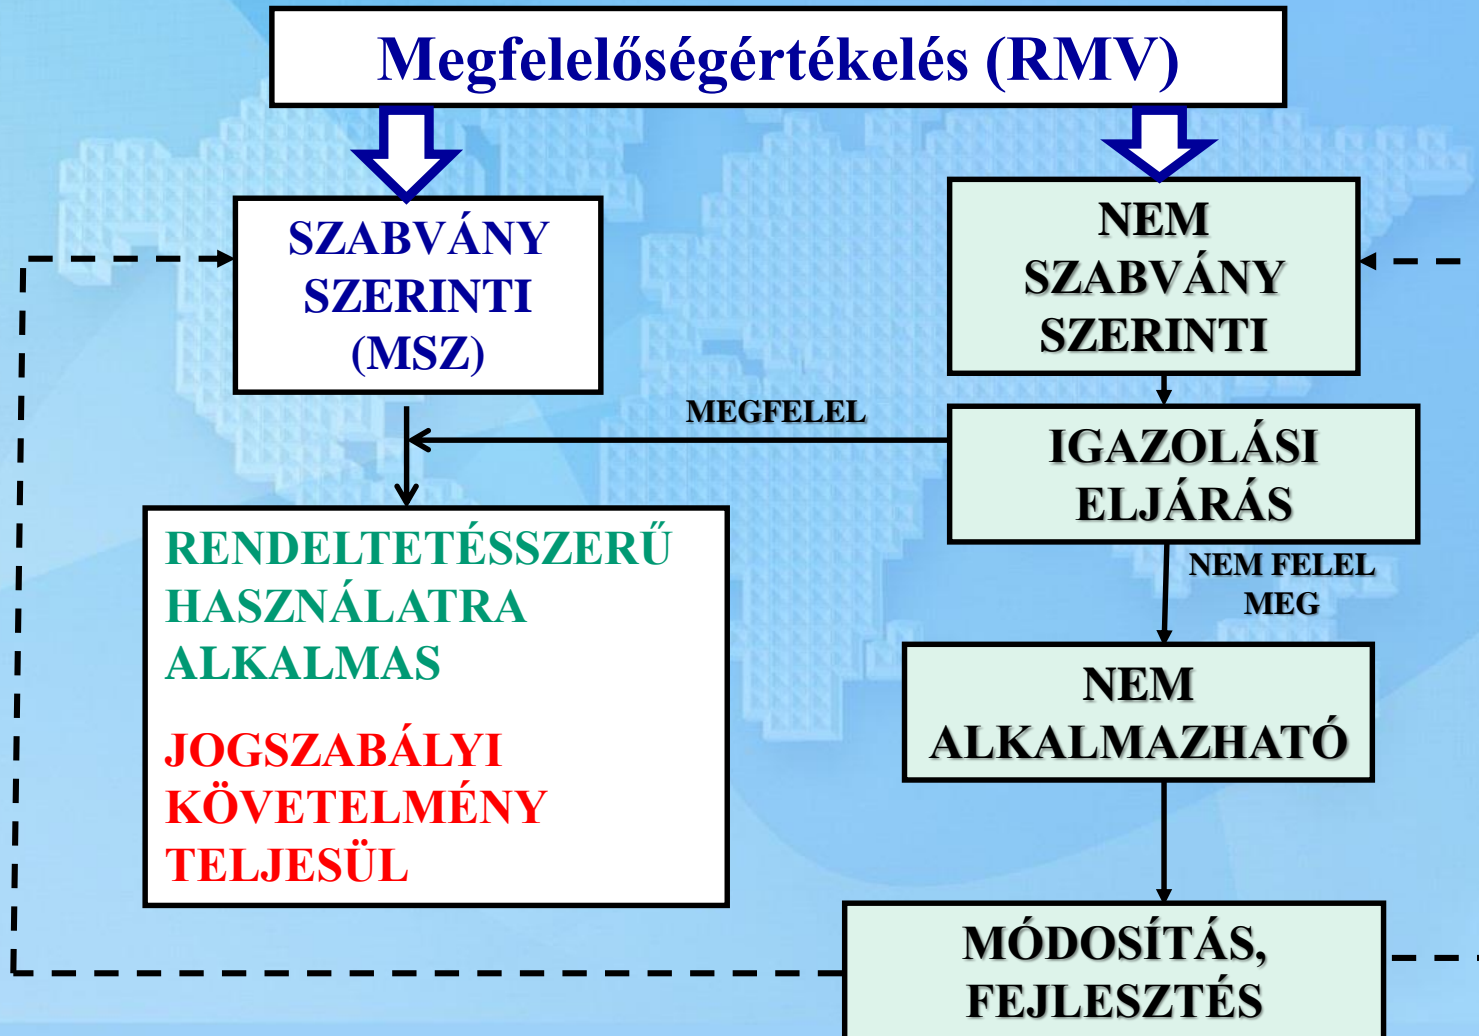 Megfelelőségértékelés (RMV)
SZABVÁNY
SZERINTI
(MSZ)
NEM
SZABVÁNY
SZERINTI
MEGFELEL
IGAZOLÁSI
ELJÁRÁS
NEM FELEL
MEG
RENDELTETÉSSZERŰ
HASZNÁLATRA
ALKALMAS
JOGSZABÁLYI
KÖVETELMÉNY
TELJESÜL
NEM
ALKALMAZHATÓ
MÓDOSÍTÁS,
FEJLESZTÉS